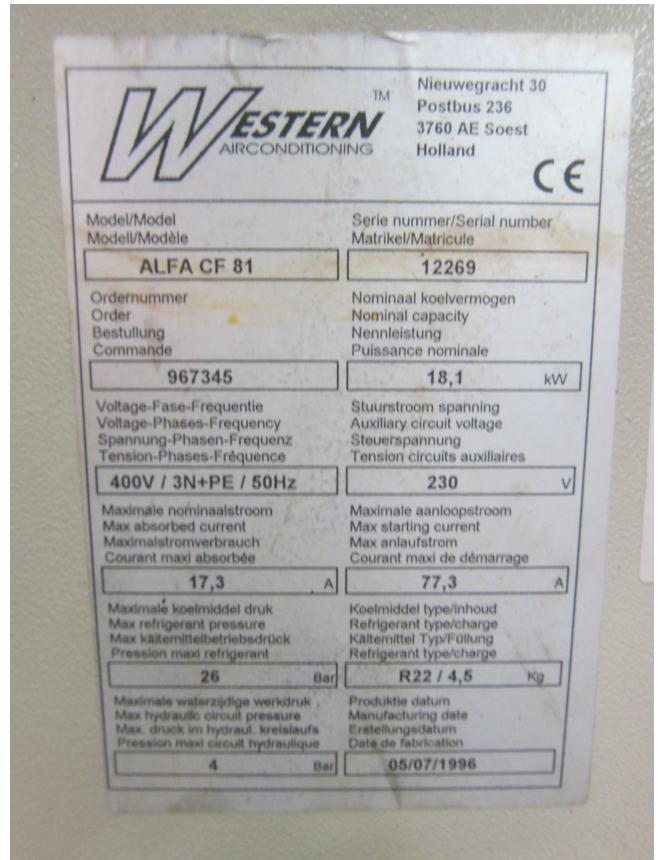 WESTERN
AIRCONDITIONING
TM
Nieuwegracht 30
Postbus 236
3760 AE Soest
Holland
CE
Model/Model
Modell/Modèle
ALFA CF 81
Serie nummer/Serial number
Matrikel/Matricule
12269
Ordernummer
Order
Bestullung
Commande
967345
Nominaal koelvermogen
Nominal capacity
Nennleistung
Puissance nominale
18,1 kW
Voltage-Fase-Frequentie
Voltage-Phases-Frequency
Spannung-Phasen-Frequenz
Tension-Phases-Fréquence
400V / 3N+PE / 50Hz
Stuurstroom spanning
Auxiliary circuit voltage
Steuerspannung
Tension circuits auxiliaires
230 V
Maximale nominaalstroom
Max absorbed current
Maximalstromverbrauch
Courant maxi absorbée
17,3 A
Maximale aanloopstroom
Max starting current
Max anlaufstrom
Courant maxi de démarrage
77,3 A
Maximale koelmiddel druk
Max refrigerant pressure
Max kältemittelbetriebsdrück
Pression maxi refrigerant
26 Bar
Koelmiddel type/inhoud
Refrigerant type/charge
Kältemittel Typ/Füllung
Refrigerant type/charge
R22 / 4,5 Kg
Maximale waterzijdige werkdruk
Max hydraulic circuit pressure
Max. druck im hydraul. kreislaufs
Pression maxi circuit hydraulique
4 Bar
Produktie datum
Manufacturing date
Erstellungsdatum
Date de fabrication
05/07/1996